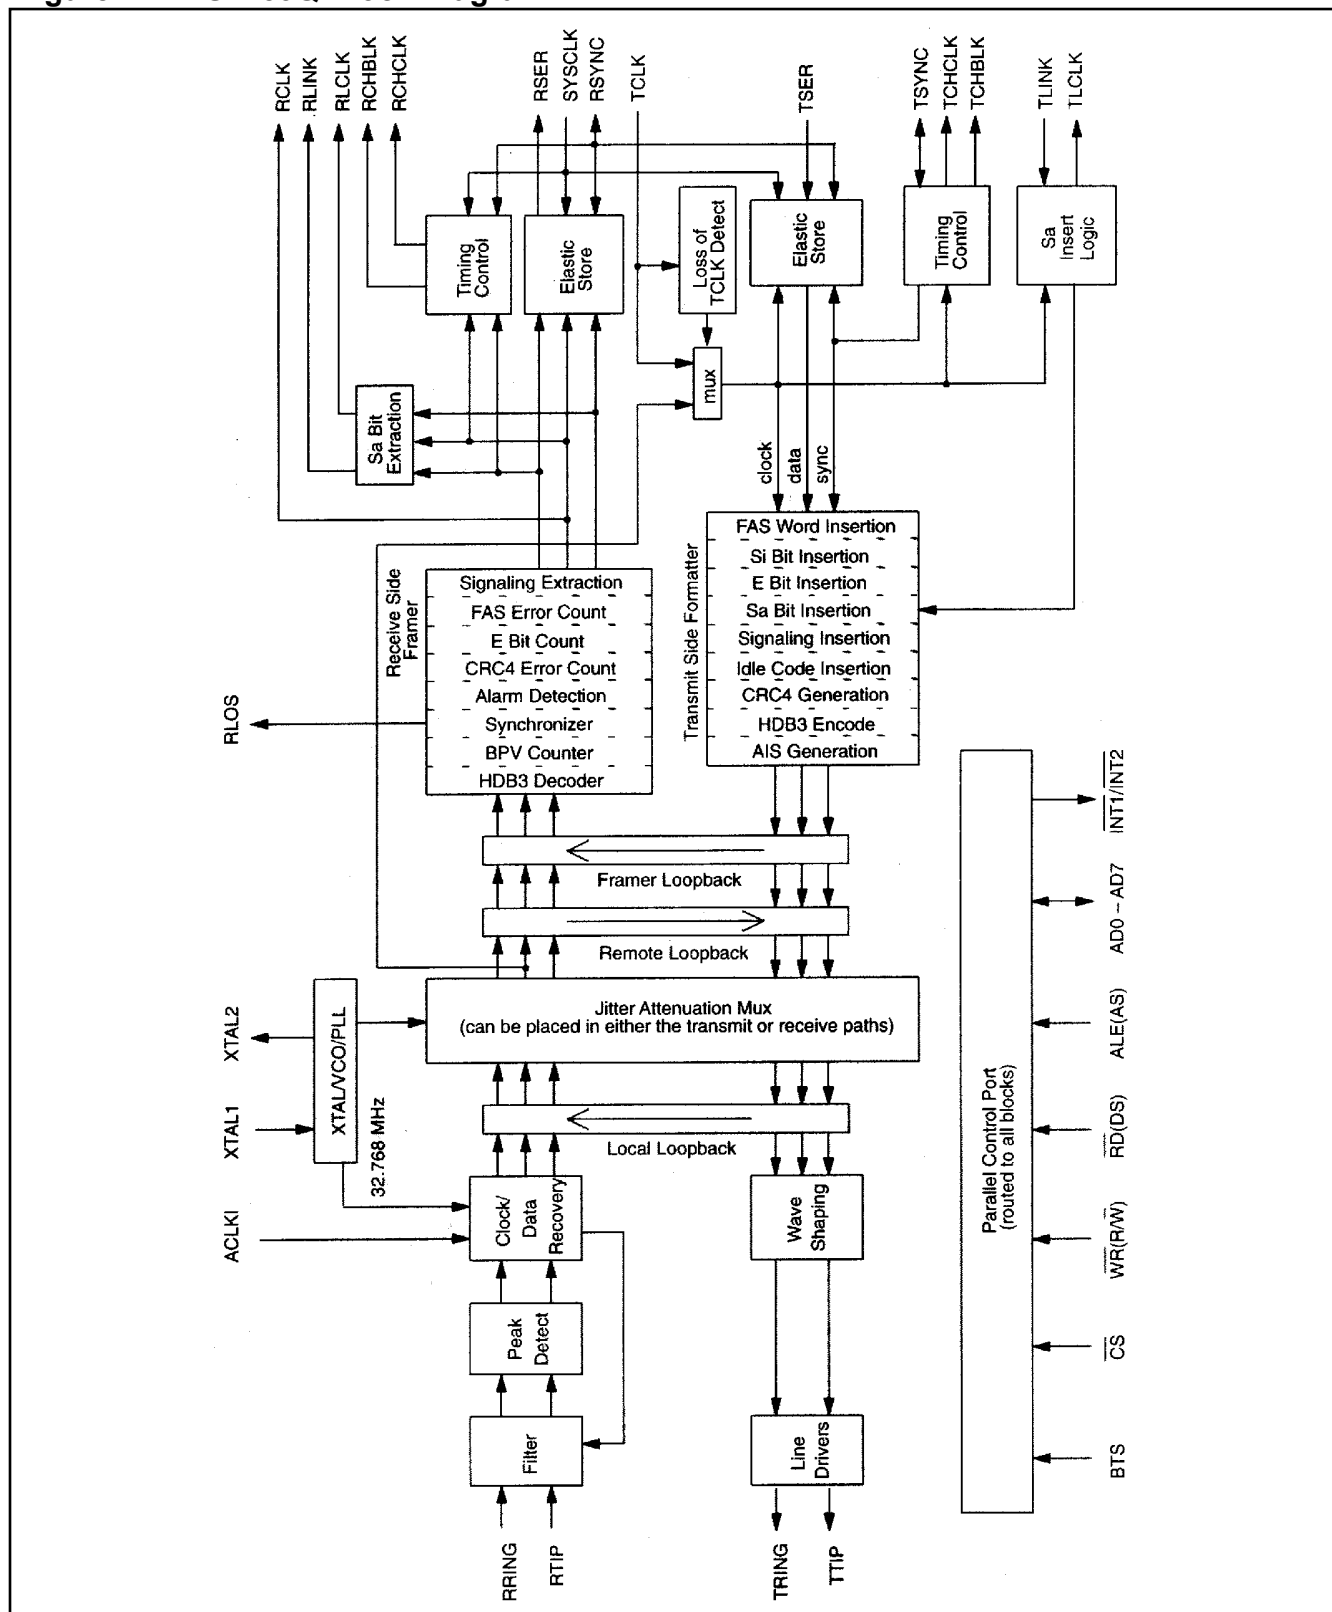 RCLK
RLINK
RLCLK
RCHBLK
RCHCLK
RSER
SYSCLK
RSYNC
TCLK
TSER
TSYNC
TCHCLK
TCHBLK
TLINK
TLCLK
Timing
Control
Elastic
Store
Loss of
TCLK Detect
Elastic
Store
Timing
Control
Sa
Insert
Logic
mux
Sa Bit
Extraction
clock
data
sync
Receive Side
Framer
Signaling Extraction
FAS Error Count
E Bit Count
CRC4 Error Count
Alarm Detection
Synchronizer
BPV Counter
HDB3 Decoder
Transmit Side Formatter
FAS Word Insertion
Si Bit Insertion
E Bit Insertion
Sa Bit Insertion
Signaling Insertion
Idle Code Insertion
CRC4 Generation
HDB3 Encode
AIS Generation
RLOS
Framer Loopback
Remote Loopback
XTAL2
XTAL1
ACLKI
XTAL/VCO/PLL
32.768 MHz
Jitter Attenuation Mux
(can be placed in either the transmit or receive paths)
Local Loopback
Clock/
Data
Recovery
Wave
Shaping
Peak
Detect
Filter
Line
Drivers
RRING
RTIP
TRING
TTIP
Parallel Control Port
(routed to all blocks)
INT1/INT2
AD0 – AD7
ALE(AS)
RD(DS)
WR(R/W)
CS
BTS